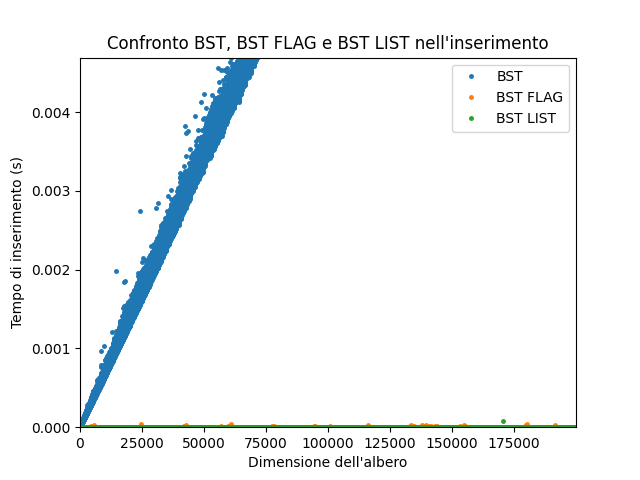 Confronto BST, BST FLAG e BST LIST nell'inserimento
BST
BST FLAG
BST LIST
Tempo di inserimento (s)
0.004
0.003
0.002
0.001
0.000
0 25000 50000 75000 100000 125000 150000 175000
Dimensione dell'albero